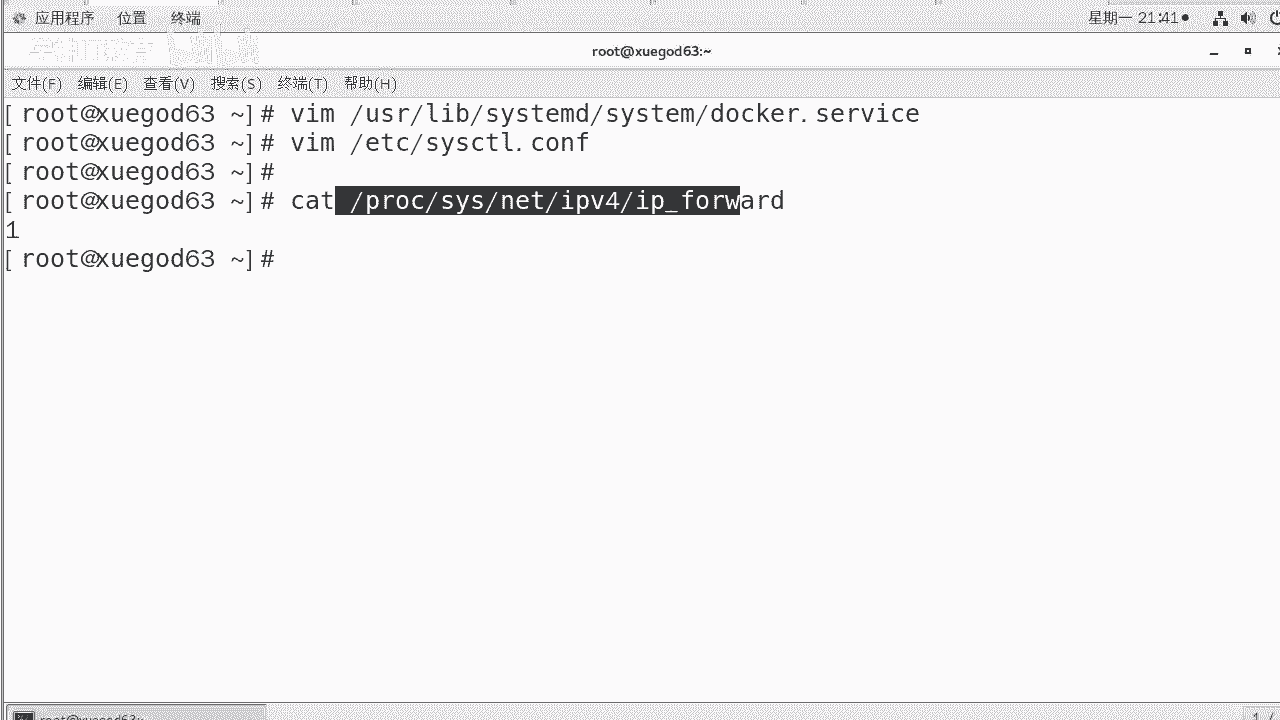 应用程序 位置 终端 星期一 21:41
root@xuegod63:~
文件(F) 编辑(E) 查看(V) 搜索(S) 终端(T) 帮助(H)
[root@xuegod63 ~]# vim /usr/lib/systemd/system/docker.service
[root@xuegod63 ~]# vim /etc/sysctl.conf
[root@xuegod63 ~]#
[root@xuegod63 ~]# cat /proc/sys/net/ipv4/ip_forward
1
[root@xuegod63 ~]#
root@xuegod63:~
1 /